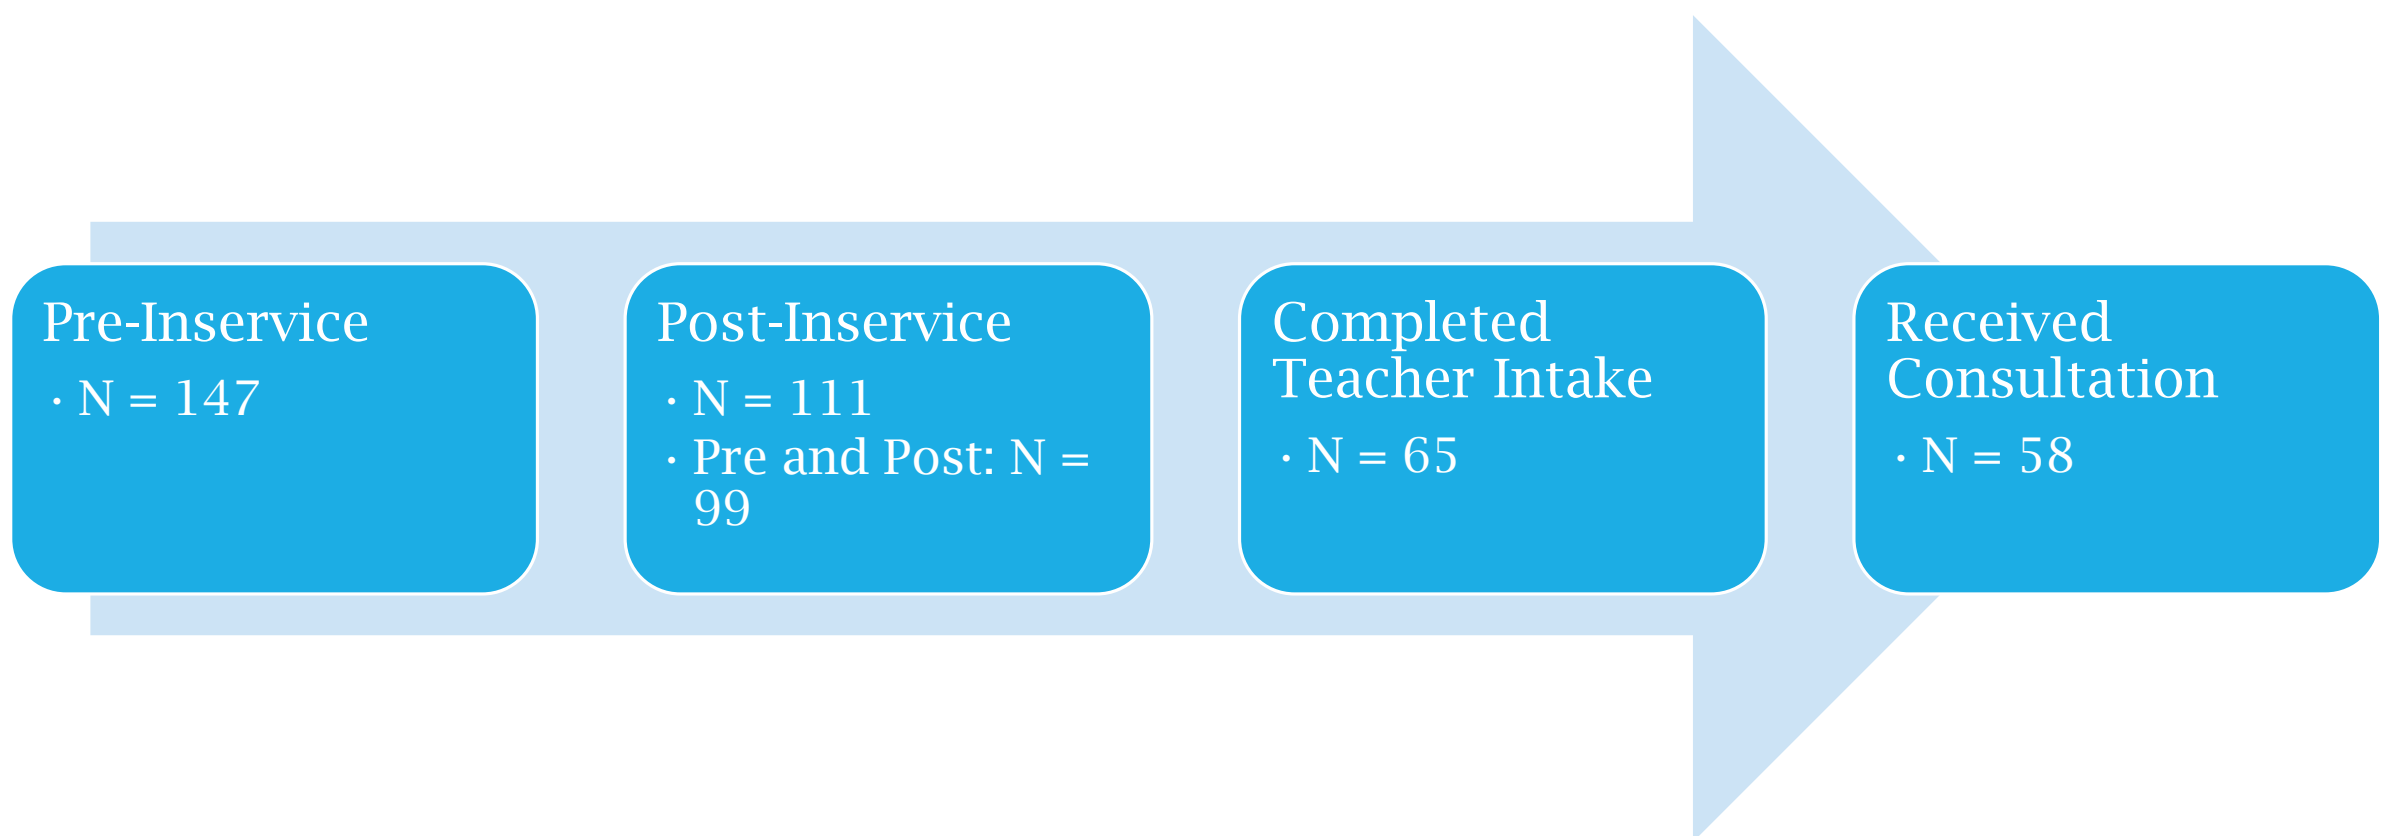 Pre-Inservice
· N = 147
Post-Inservice
· N = 111
· Pre and Post: N =
99
Completed
Teacher Intake
· N = 65
Received
Consultation
· N = 58